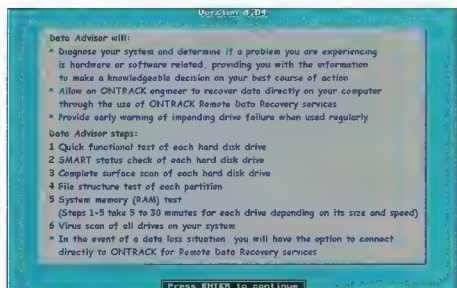 Version 4.04
Data Advisor will:
* Diagnose your system and determine if a problem you are experiencing
is hardware or software related, providing you with the information
to make a knowledgeable decision on your best course of action
* Allow an ONTRACK engineer to recover data directly on your computer
through the use of ONTRACK Remote Data Recovery services
* Provide early warning of impending drive failure when used regularly
Data Advisor steps:
1 Quick functional test of each hard disk drive
2 SMART status check of each hard disk drive
3 Complete surface scan of each hard disk drive
4 File structure test of each partition
5 System memory (RAM) test
(Steps 1-5 take 5 to 30 minutes for each drive depending on its size and speed)
6 Virus scan of all drives on your system
* In the event of a data loss situation you will have the option to connect
directly to ONTRACK for Remote Data Recovery services
Press ENTER to continue